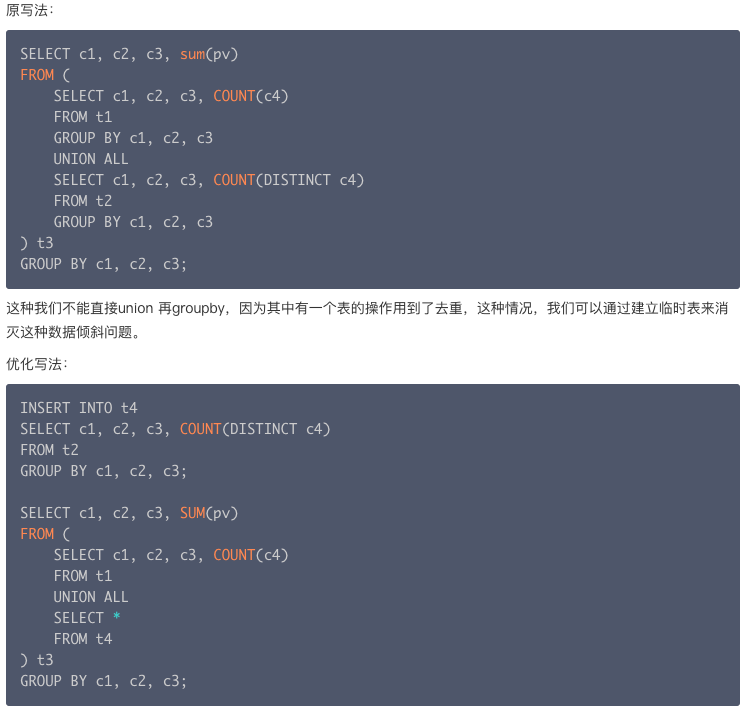 原写法：
SELECT c1, c2, c3, sum(pv)
FROM (
    SELECT c1, c2, c3, COUNT(c4)
    FROM t1
    GROUP BY c1, c2, c3
    UNION ALL
    SELECT c1, c2, c3, COUNT(DISTINCT c4)
    FROM t2
    GROUP BY c1, c2, c3
) t3
GROUP BY c1, c2, c3;
这种我们不能直接union 再groupby，因为其中有一个表的操作用到了去重，这种情况，我们可以通过建立临时表来消
灭这种数据倾斜问题。
优化写法：
INSERT INTO t4
SELECT c1, c2, c3, COUNT(DISTINCT c4)
FROM t2
GROUP BY c1, c2, c3;
SELECT c1, c2, c3, SUM(pv)
FROM (
    SELECT c1, c2, c3, COUNT(c4)
    FROM t1
    UNION ALL
    SELECT *
    FROM t4
) t3
GROUP BY c1, c2, c3;